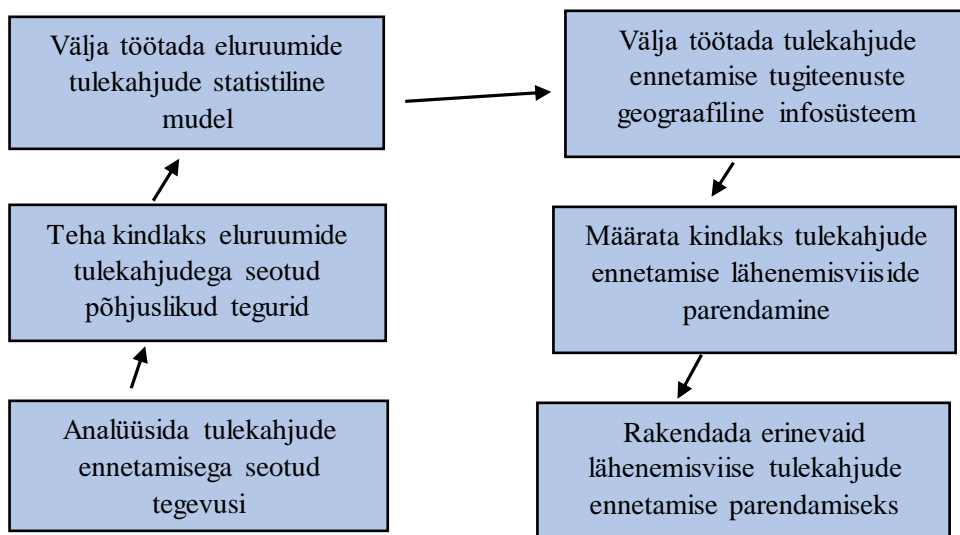 Välja töötada eluruumide
tulekahjude statistiline
mudel
Välja töötada tulekahjude
ennetamise tugiteenuste
geograafiline infosüsteem
Teha kindlaks eluruumide
tulekahjudega seotud
põhjuslikud tegurid
Määrata kindlaks tulekahjude
ennetamise lähenemisviiside
parendamine
Analüüsida tulekahjude
ennetamisega seotud
tegevusi
Rakendada erinevaid
lähenemisviise tulekahjude
ennetamise parendamiseks